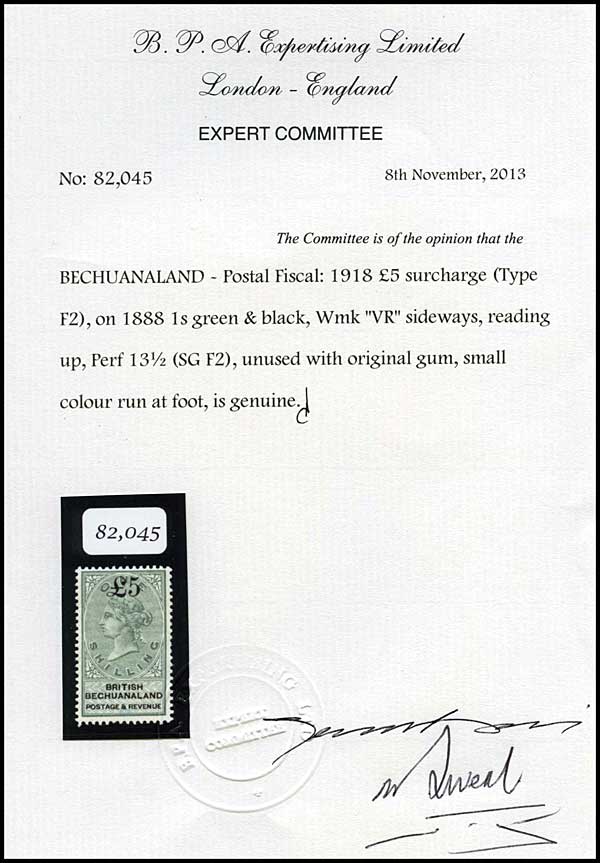 B. P. A. Expertising Limited
London - England
EXPERT COMMITTEE
No: 82,045
8th November, 2013
The Committee is of the opinion that the
BECHUANALAND - Postal Fiscal: 1918 £5 surcharge (Type
F2), on 1888 1s green & black, Wmk "VR" sideways, reading
up, Perf 13½ (SG F2), unused with original gum, small
colour run at foot, is genuine.
82,045
£5
ONE
SHILLING
BRITISH
BECHUANALAND
POSTAGE & REVENUE
EXPERT
COMMITTEE